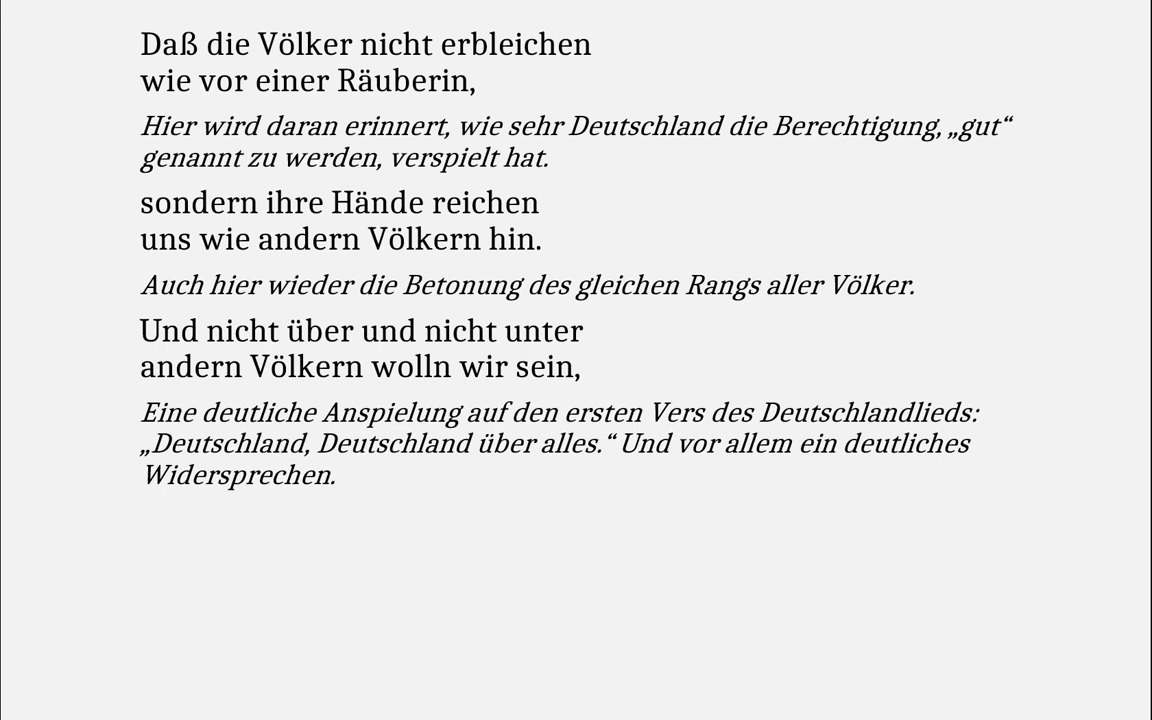 Daß die Völker nicht erbleichen
wie vor einer Räuberin,
Hier wird daran erinnert, wie sehr Deutschland die Berechtigung, „gut“
genannt zu werden, verspielt hat.
sondern ihre Hände reichen
uns wie andern Völkern hin.
Auch hier wieder die Betonung des gleichen Rangs aller Völker.
Und nicht über und nicht unter
andern Völkern wolln wir sein,
Eine deutliche Anspielung auf den ersten Vers des Deutschlandlieds:
„Deutschland, Deutschland über alles.“ Und vor allem ein deutliches
Widersprechen.